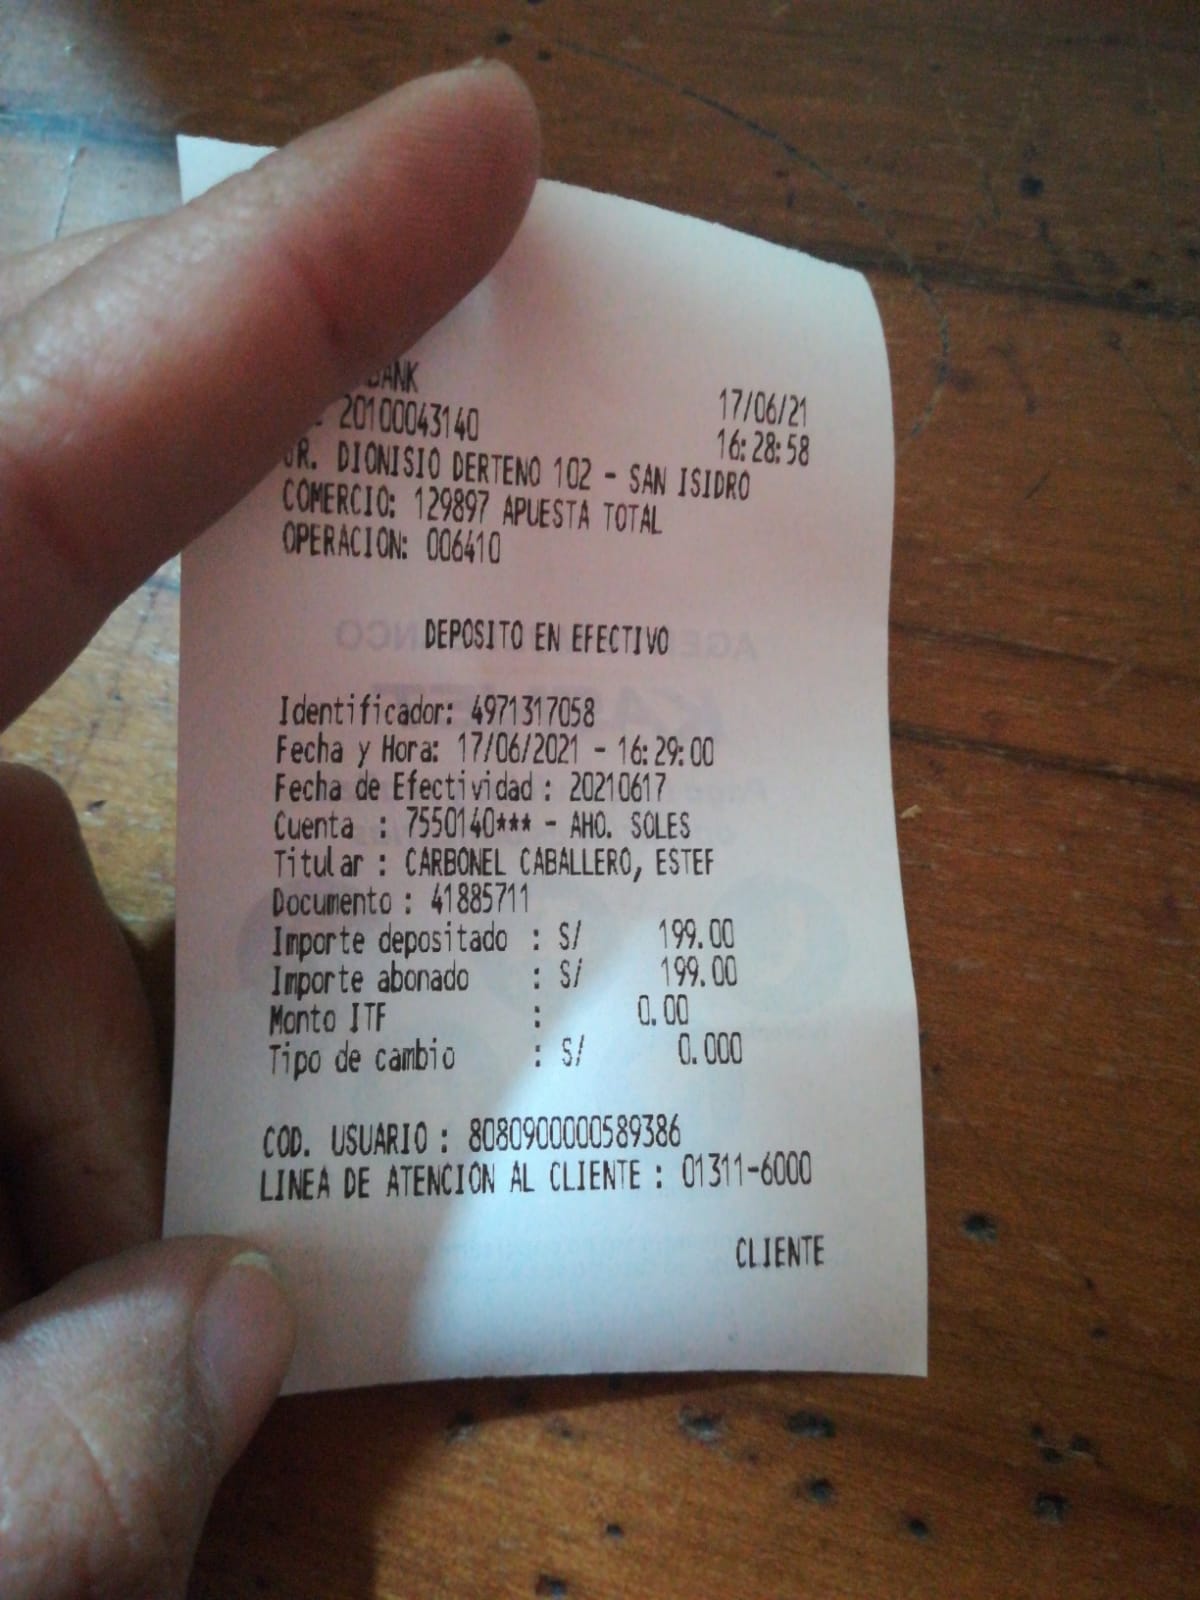 BANK
20100043140 17/06/21
16:28:58
JR. DIONISIO DERTENO 102 - SAN ISIDRO
COMERCIO: 129897 APUESTA TOTAL
OPERACION: 006410
DEPOSITO EN EFECTIVO
Identificador: 4971317058
Fecha y Hora: 17/06/2021 - 16:29:00
Fecha de Efectividad : 20210617
Cuenta : 7550140*** - AHO. SOLES
Titular : CARBONEL CABALLERO, ESTEF
Documento : 41885711
Importe depositado : S/ 199.00
Importe abonado : S/ 199.00
Monto ITF : 0.00
Tipo de cambio : S/ 0.000
COD. USUARIO : 8080900000589386
LINEA DE ATENCION AL CLIENTE : 01311-6000
CLIENTE